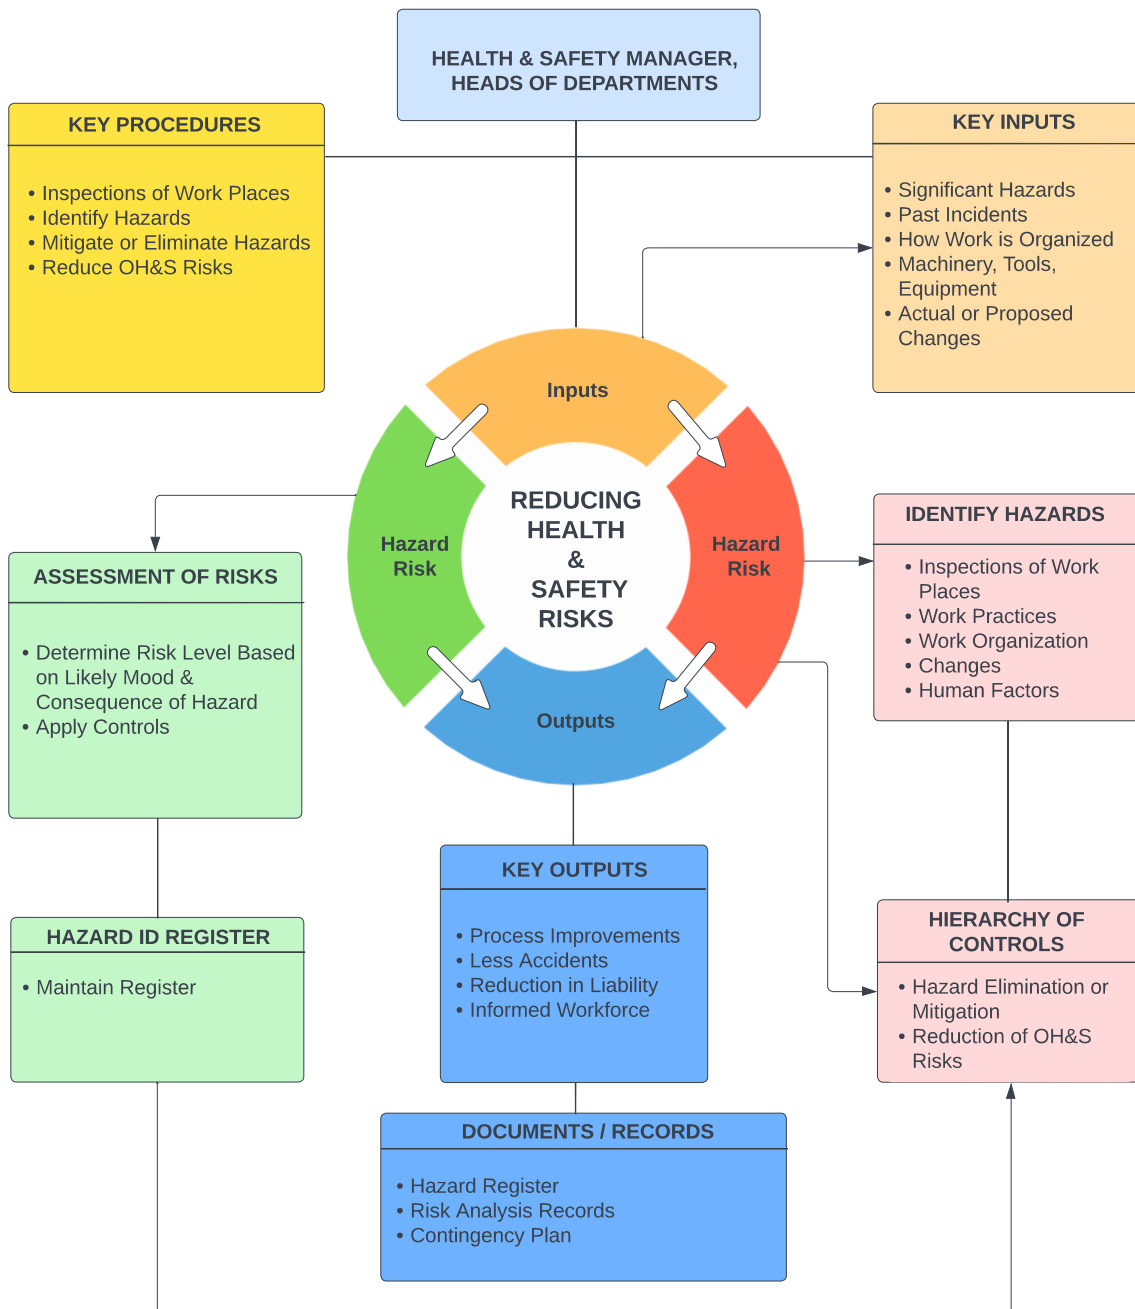 HEALTH & SAFETY MANAGER,
HEADS OF DEPARTMENTS
KEY PROCEDURES
• Inspections of Work Places
• Identify Hazards
• Mitigate or Eliminate Hazards
• Reduce OH&S Risks
KEY INPUTS
• Significant Hazards
• Past Incidents
• How Work is Organized
• Machinery, Tools,
Equipment
• Actual or Proposed
Changes
Inputs
Hazard
Risk
REDUCING
HEALTH
&
SAFETY
RISKS
Hazard
Risk
Outputs
ASSESSMENT OF RISKS
• Determine Risk Level Based
on Likely Mood &
Consequence of Hazard
• Apply Controls
IDENTIFY HAZARDS
• Inspections of Work
Places
• Work Practices
• Work Organization
• Changes
• Human Factors
HAZARD ID REGISTER
• Maintain Register
KEY OUTPUTS
• Process Improvements
• Less Accidents
• Reduction in Liability
• Informed Workforce
HIERARCHY OF
CONTROLS
• Hazard Elimination or
Mitigation
• Reduction of OH&S
Risks
DOCUMENTS / RECORDS
• Hazard Register
• Risk Analysis Records
• Contingency Plan